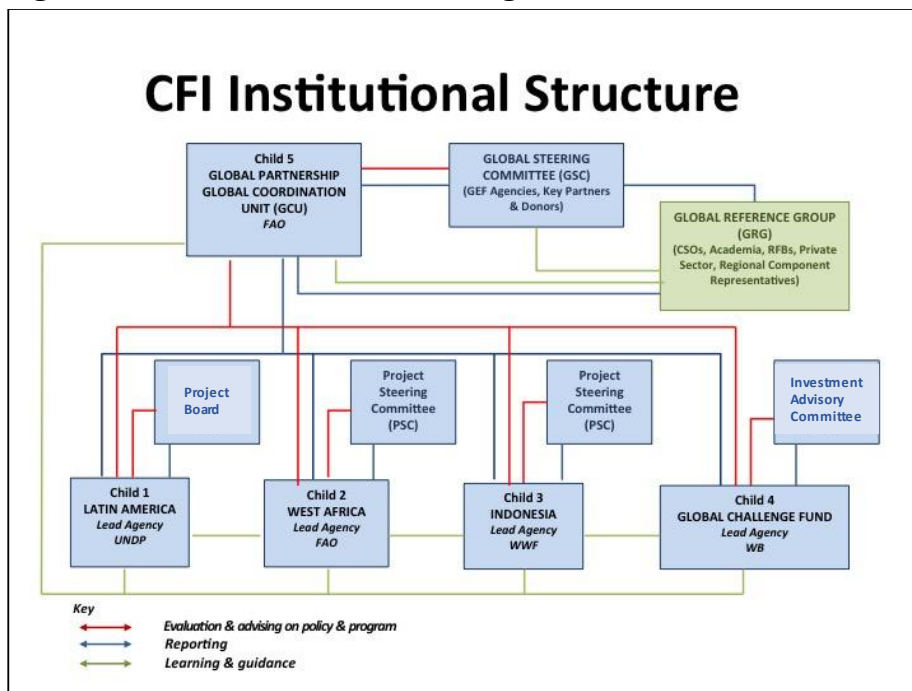 CFI Institutional Structure
Child 5
GLOBAL PARTNERSHIP
GLOBAL COORDINATION
UNIT (GCU)
FAO
GLOBAL STEERING
COMMITTEE (GSC)
(GEF Agencies, Key Partners
& Donors)
GLOBAL REFERENCE GROUP
(GRG)
(CSOs, Academia, RFBs, Private
Sector, Regional Component
Representatives)
Project
Board
Project
Steering
Committee
(PSC)
Project
Steering
Committee
(PSC)
Investment
Advisory
Committee
Child 1
LATIN AMERICA
Lead Agency
UNDP
Child 2
WEST AFRICA
Lead Agency
FAO
Child 3
INDONESIA
Lead Agency
WWF
Child 4
GLOBAL CHALLENGE FUND
Lead Agency
WB
Key
Evaluation & advising on policy & program
Reporting
Learning & guidance